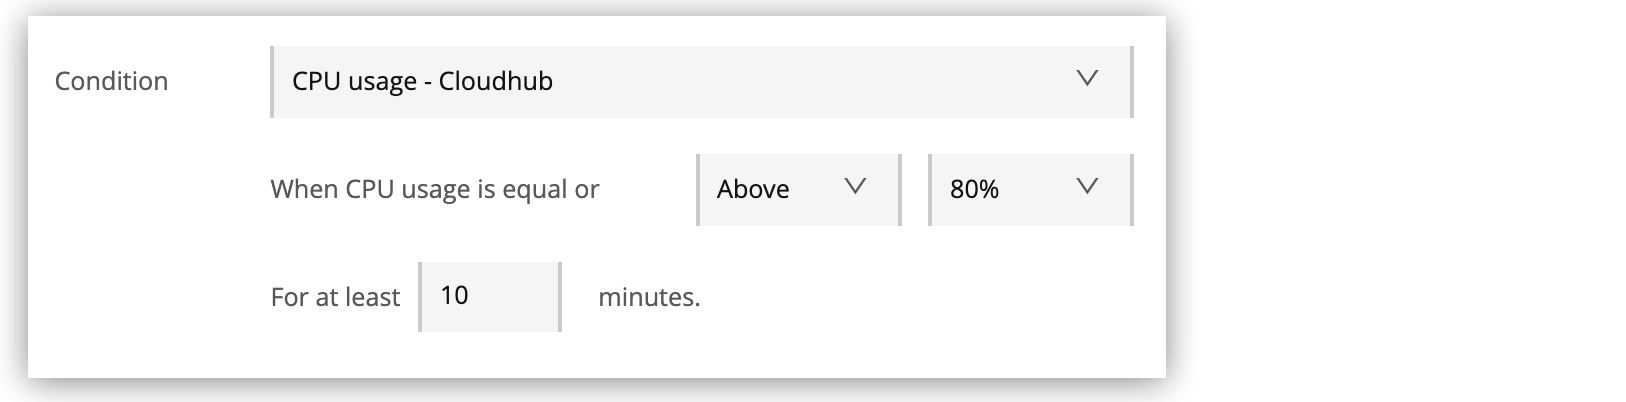 Condition CPU usage - Cloudhub
When CPU usage is equal or Above 80%
For at least 10 minutes.